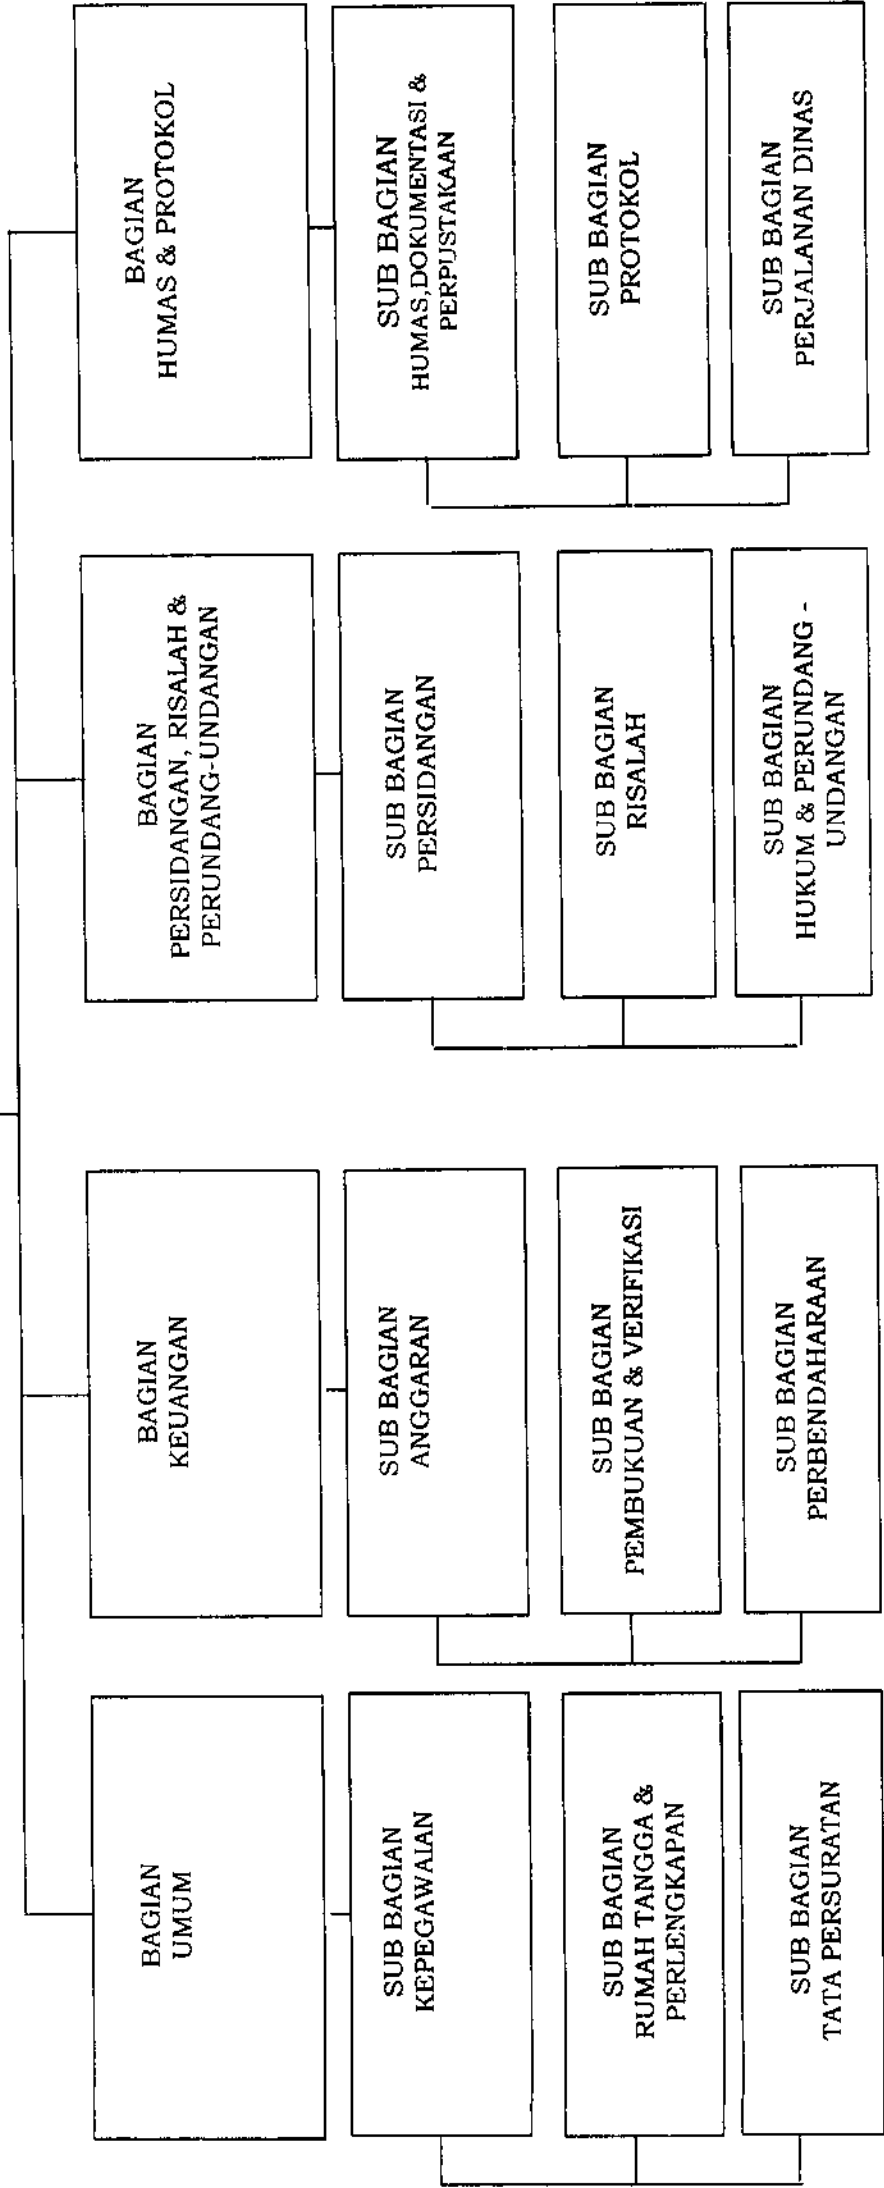 BAGIAN
UMUM
SUB BAGIAN
KEPEGAWAIAN
SUB BAGIAN
RUMAH TANGGA &
PERLENGKAPAN
SUB BAGIAN
TATA PERSURATAN
BAGIAN
KEUANGAN
SUB BAGIAN
ANGGARAN
SUB BAGIAN
PEMBUKUAN & VERIFIKASI
SUB BAGIAN
PERBENDAHARAAN
BAGIAN
PERSIDANGAN, RISALAH &
PERUNDANG-UNDANGAN
SUB BAGIAN
PERSIDANGAN
SUB BAGIAN
RISALAH
SUB BAGIAN
HUKUM & PERUNDANG -
UNDANGAN
BAGIAN
HUMAS & PROTOKOL
SUB BAGIAN
HUMAS,DOKUMENTASI &
PERPUSTAKAAN
SUB BAGIAN
PROTOKOL
SUB BAGIAN
PERJALANAN DINAS